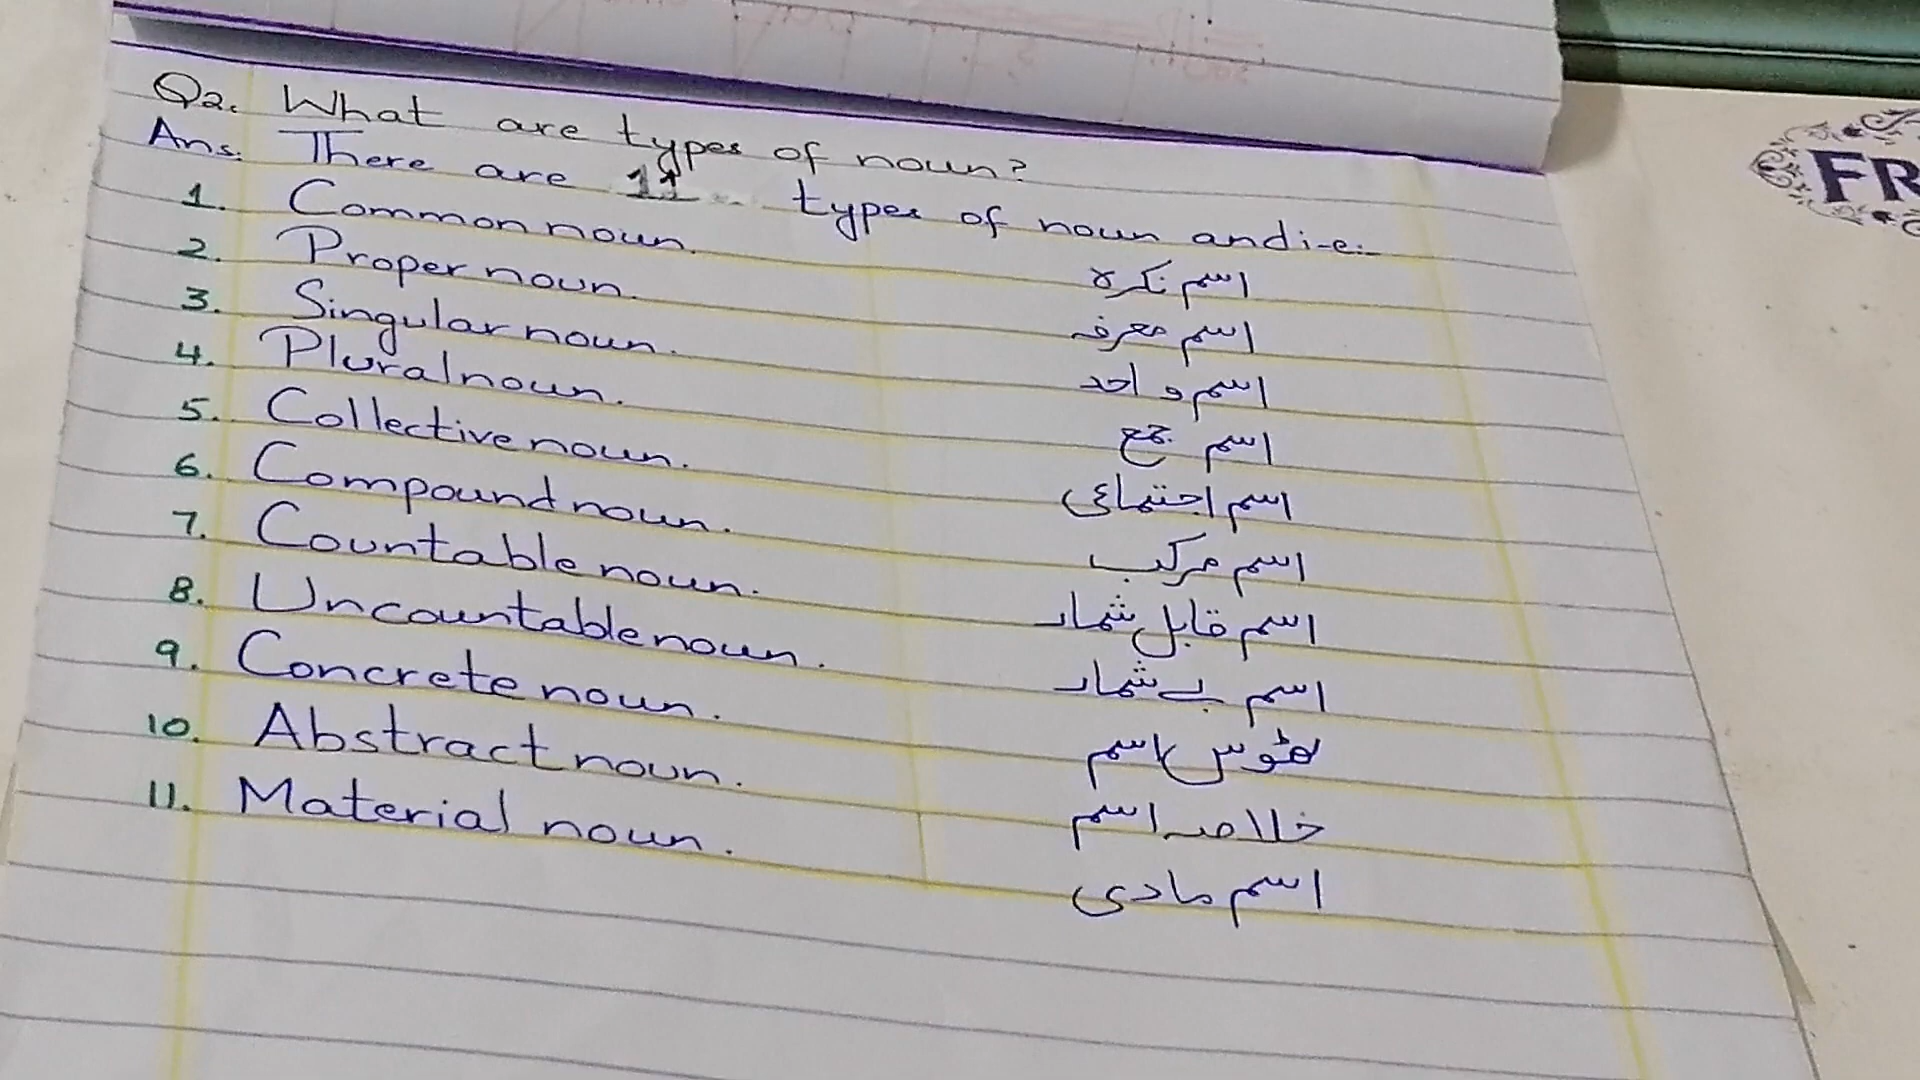 Q2. What are types of noun?
Ans. There are 11 types of noun and i-e:-
1. Common noun. اسم نکرہ
2. Proper noun. اسم معرفہ
3. Singular noun. اسم واحد
4. Plural noun. اسم جمع
5. Collective noun. اسم اجتماعی
6. Compound noun. اسم مرکب
7. Countable noun. اسم قابل شمار
8. Uncountable noun. اسم بے شمار
9. Concrete noun. ٹھوس اسم
10. Abstract noun. خلاصہ اسم
11. Material noun. اسم مادی
FR